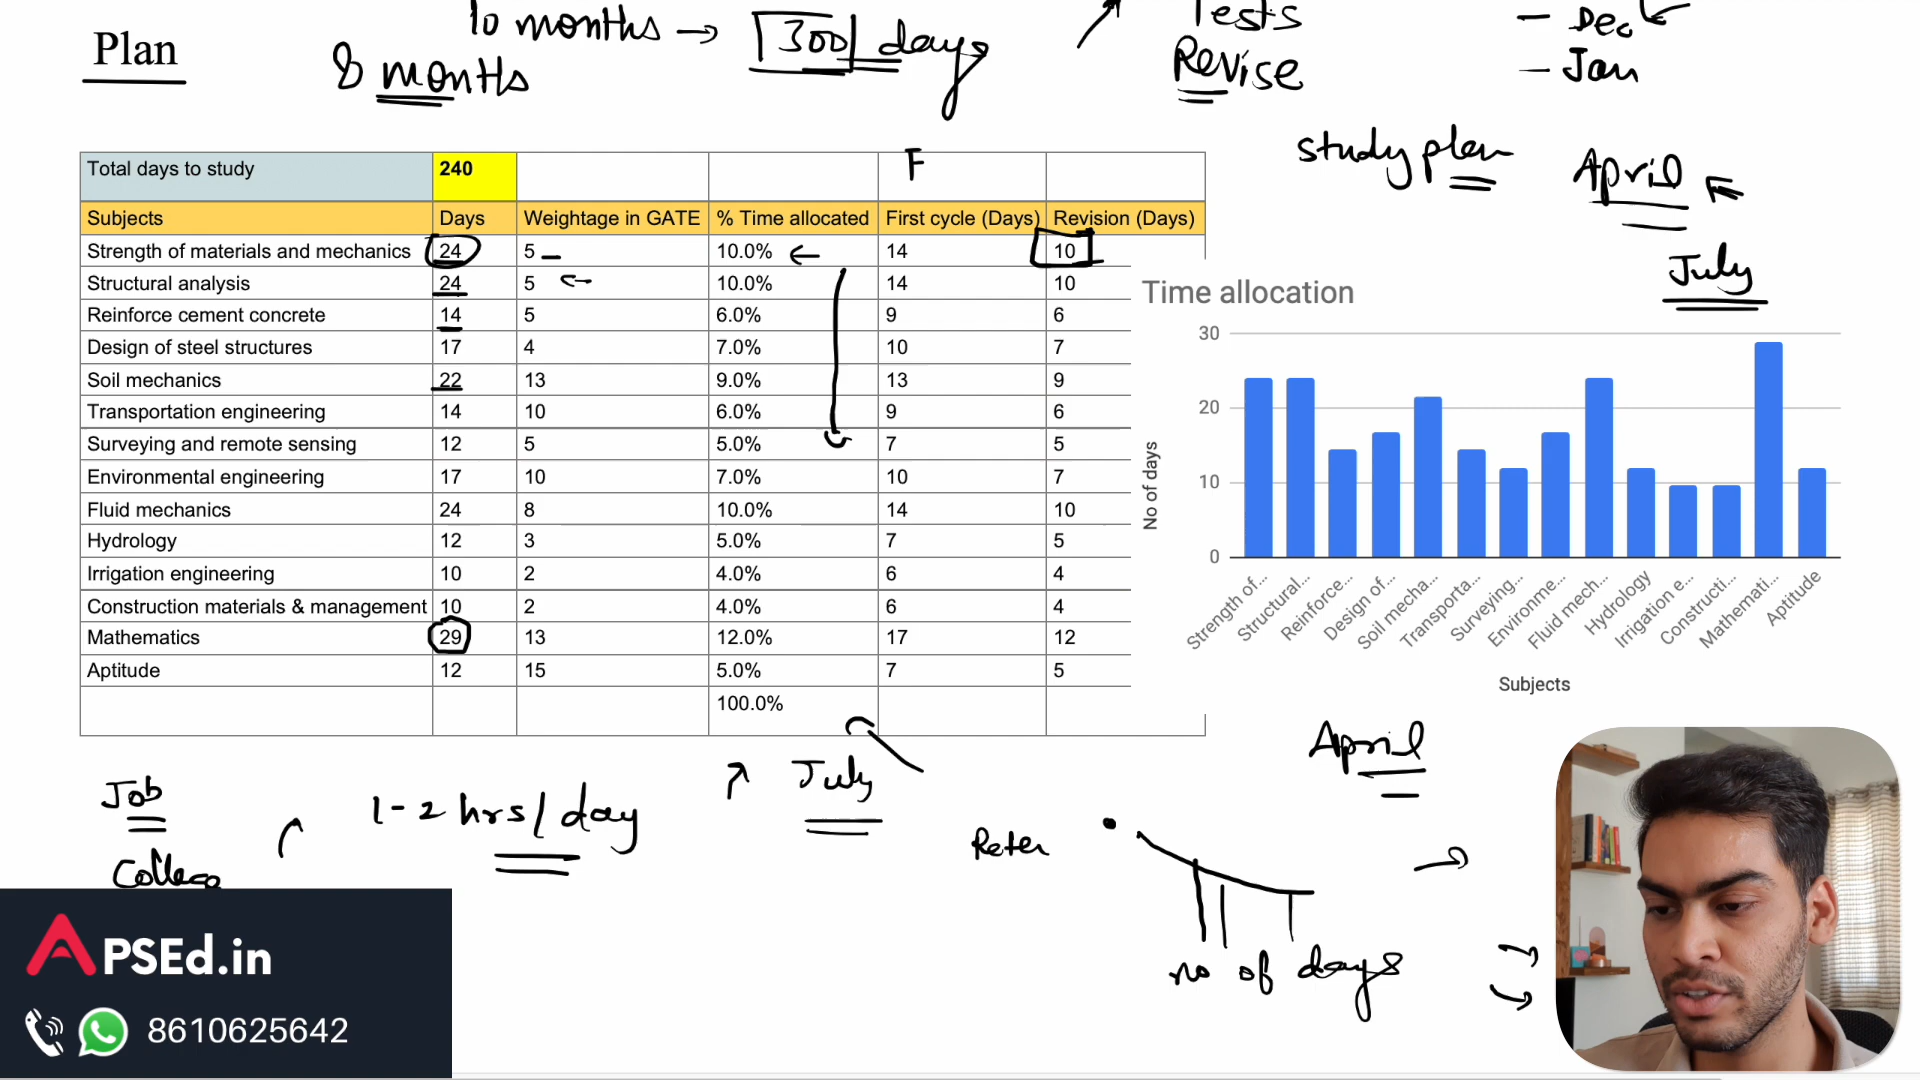 10 months → 300 days
Tests
- Dec
Plan
8 months
Revise
- Jan
study plan
April
July
F
Total days to study 240
Subjects Days Weightage in GATE % Time allocated First cycle (Days) Revision (Days)
Strength of materials and mechanics 24 5 10.0% 14 10
Structural analysis 24 5 10.0% 14 10
Reinforce cement concrete 14 5 6.0% 9 6
Design of steel structures 17 4 7.0% 10 7
Soil mechanics 22 13 9.0% 13 9
Transportation engineering 14 10 6.0% 9 6
Surveying and remote sensing 12 5 5.0% 7 5
Environmental engineering 17 10 7.0% 10 7
Fluid mechanics 24 8 10.0% 14 10
Hydrology 12 3 5.0% 7 5
Irrigation engineering 10 2 4.0% 6 4
Construction materials & management 10 2 4.0% 6 4
Mathematics 29 13 12.0% 17 12
Aptitude 12 15 5.0% 7 5
100.0%
Time allocation
No of days
30
20
10
0
Strength of... Structural... Reinforce... Design of... Soil mecha... Transporta... Surveying... Environme... Fluid mech... Hydrology Irrigation e... Constructi... Mathemati... Aptitude
Subjects
Job
College
1-2 hrs/day
July
April
Reten
no of days
APSEd.in
8610625642